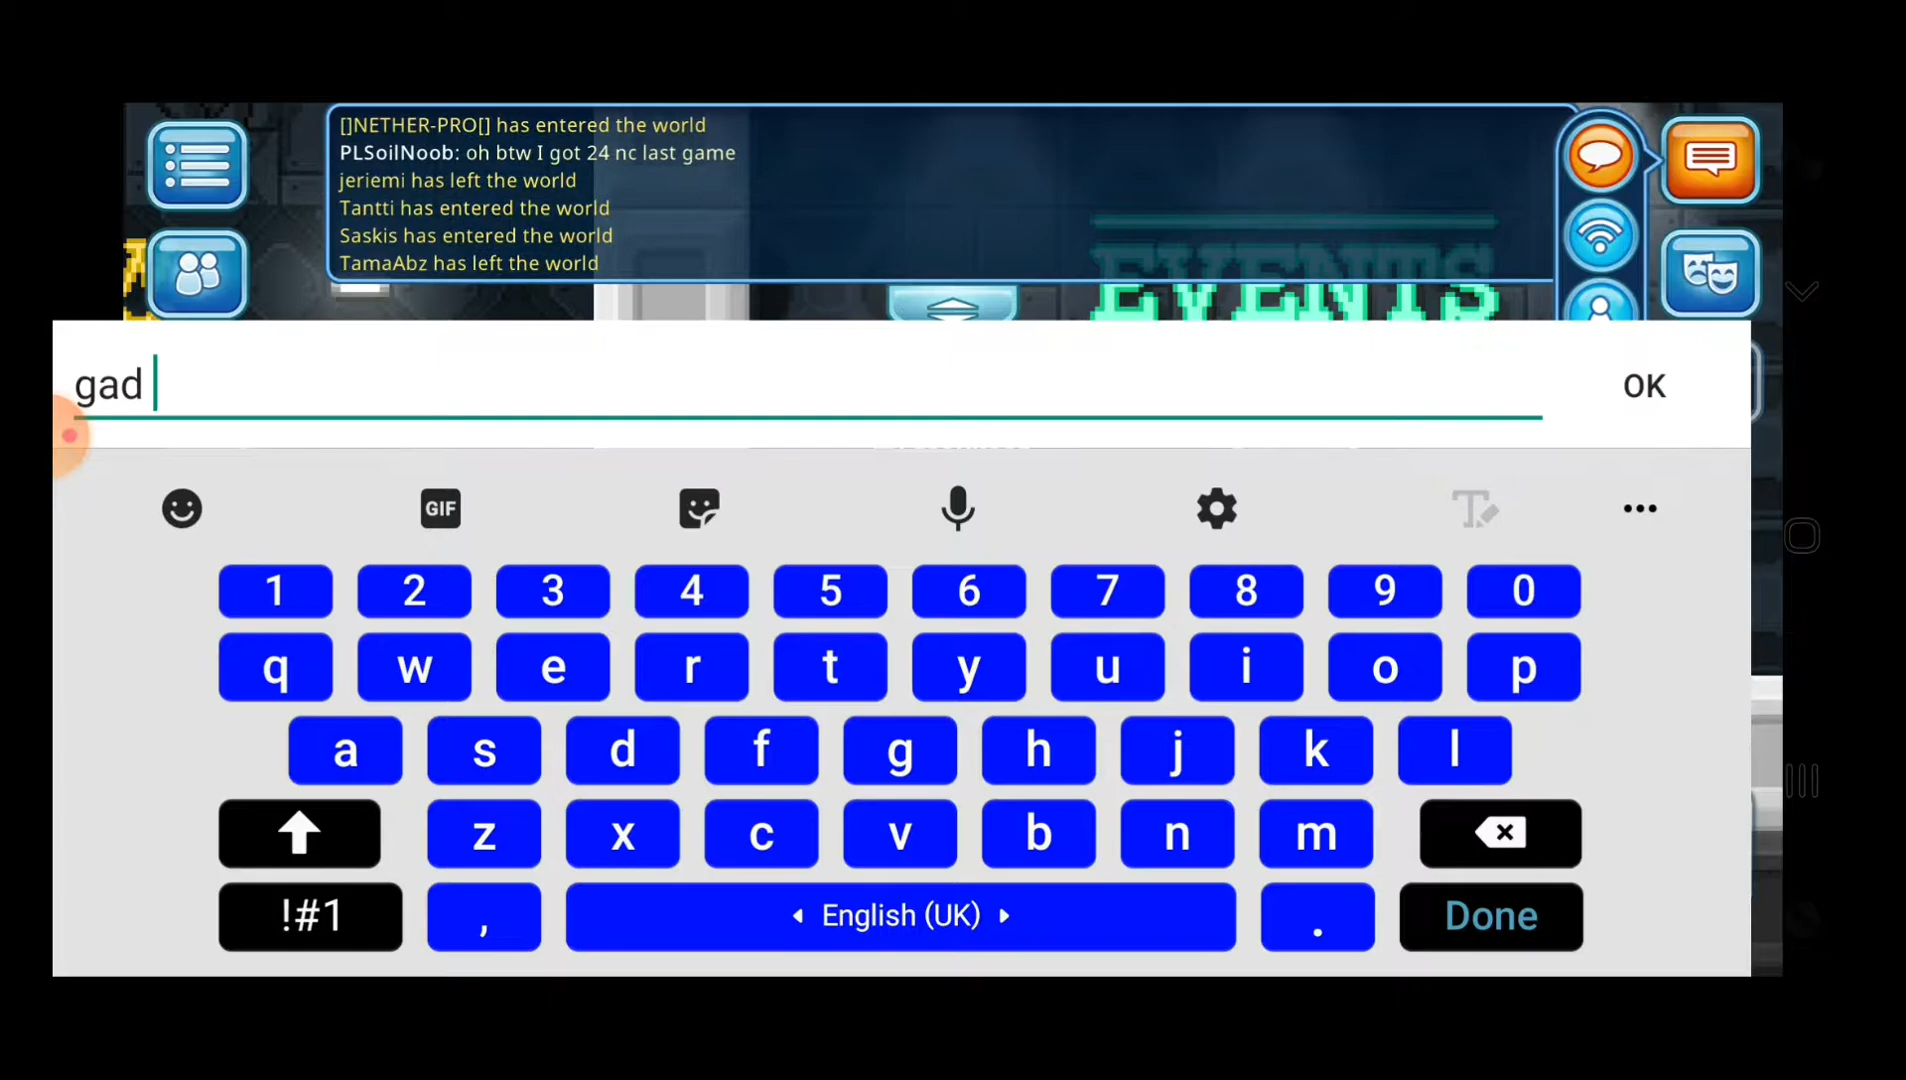 []NETHER-PRO[] has entered the world
PLSoilNoob: oh btw I got 24 nc last game
jeriemi has left the world
Tantti has entered the world
Saskis has entered the world
TamaAbz has left the world
EVENTS
gad
OK
GIF
1 2 3 4 5 6 7 8 9 0
q w e r t y u i o p
a s d f g h j k l
z x c v b n m
!#1 , English (UK) . Done